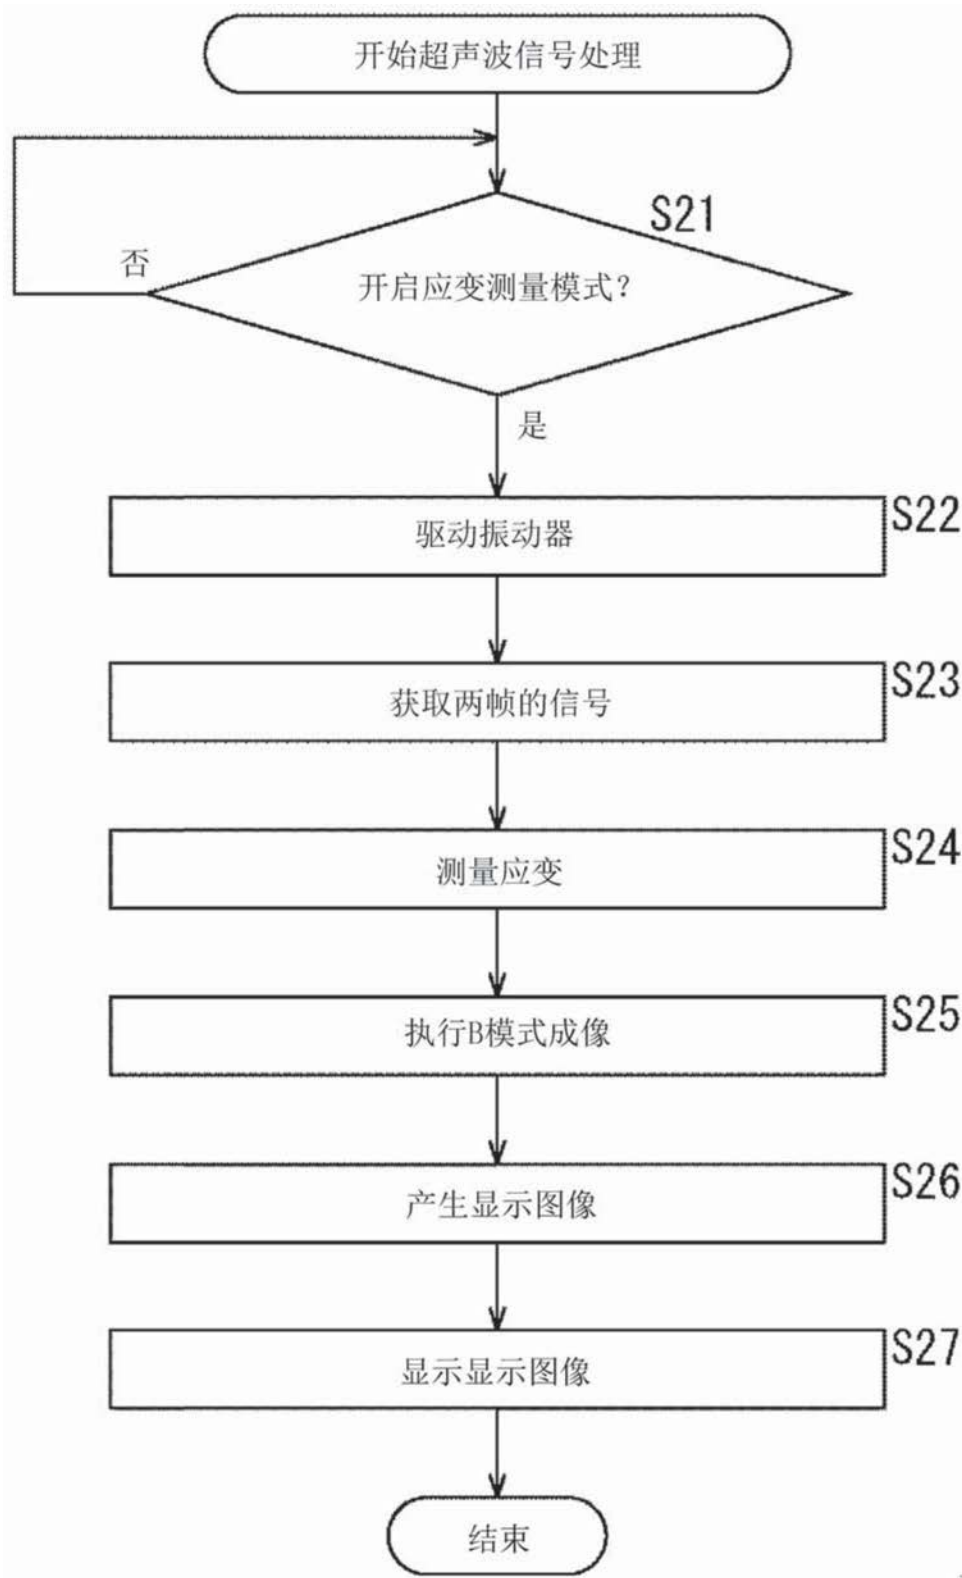 开始超声波信号处理
S21
否
开启应变测量模式?
是
S22
驱动振动器
S23
获取两帧的信号
S24
测量应变
S25
执行B模式成像
S26
产生显示图像
S27
显示显示图像
结束